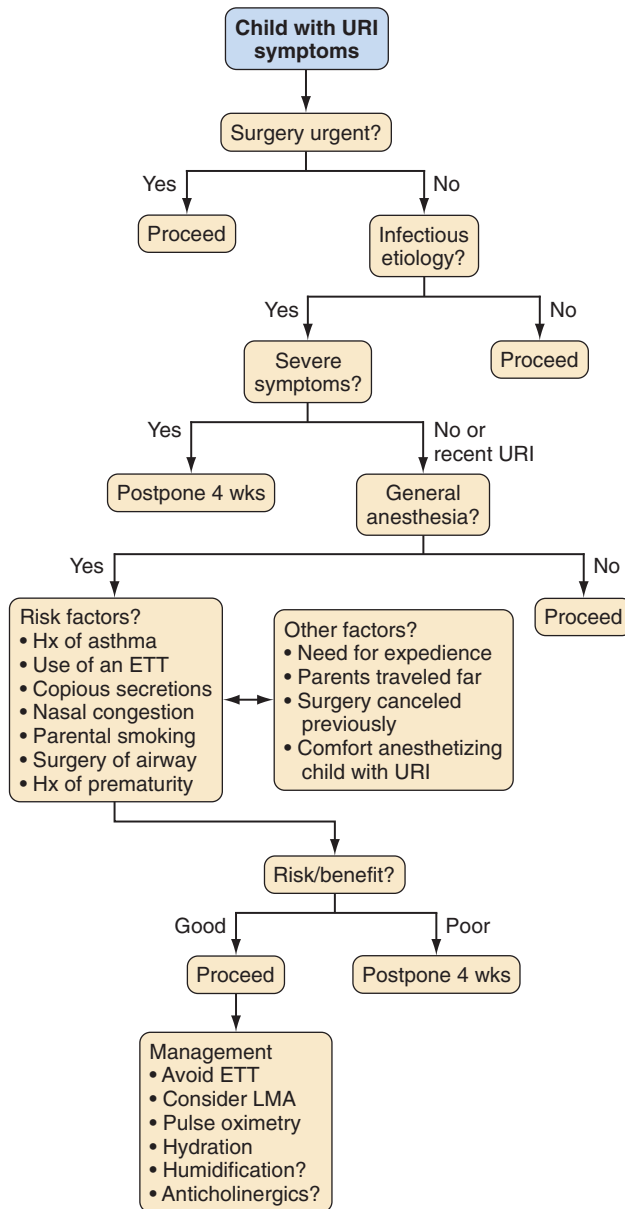 Child with URI
symptoms
Surgery urgent?
Yes
No
Proceed
Infectious
etiology?
Yes
No
Severe
symptoms?
Proceed
Yes
No or
recent URI
Postpone 4 wks
General
anesthesia?
Yes
No
Risk factors?
• Hx of asthma
• Use of an ETT
• Copious secretions
• Nasal congestion
• Parental smoking
• Surgery of airway
• Hx of prematurity
Other factors?
• Need for expedience
• Parents traveled far
• Surgery canceled
previously
• Comfort anesthetizing
child with URI
Proceed
Risk/benefit?
Good
Poor
Proceed
Postpone 4 wks
Management
• Avoid ETT
• Consider LMA
• Pulse oximetry
• Hydration
• Humidification?
• Anticholinergics?